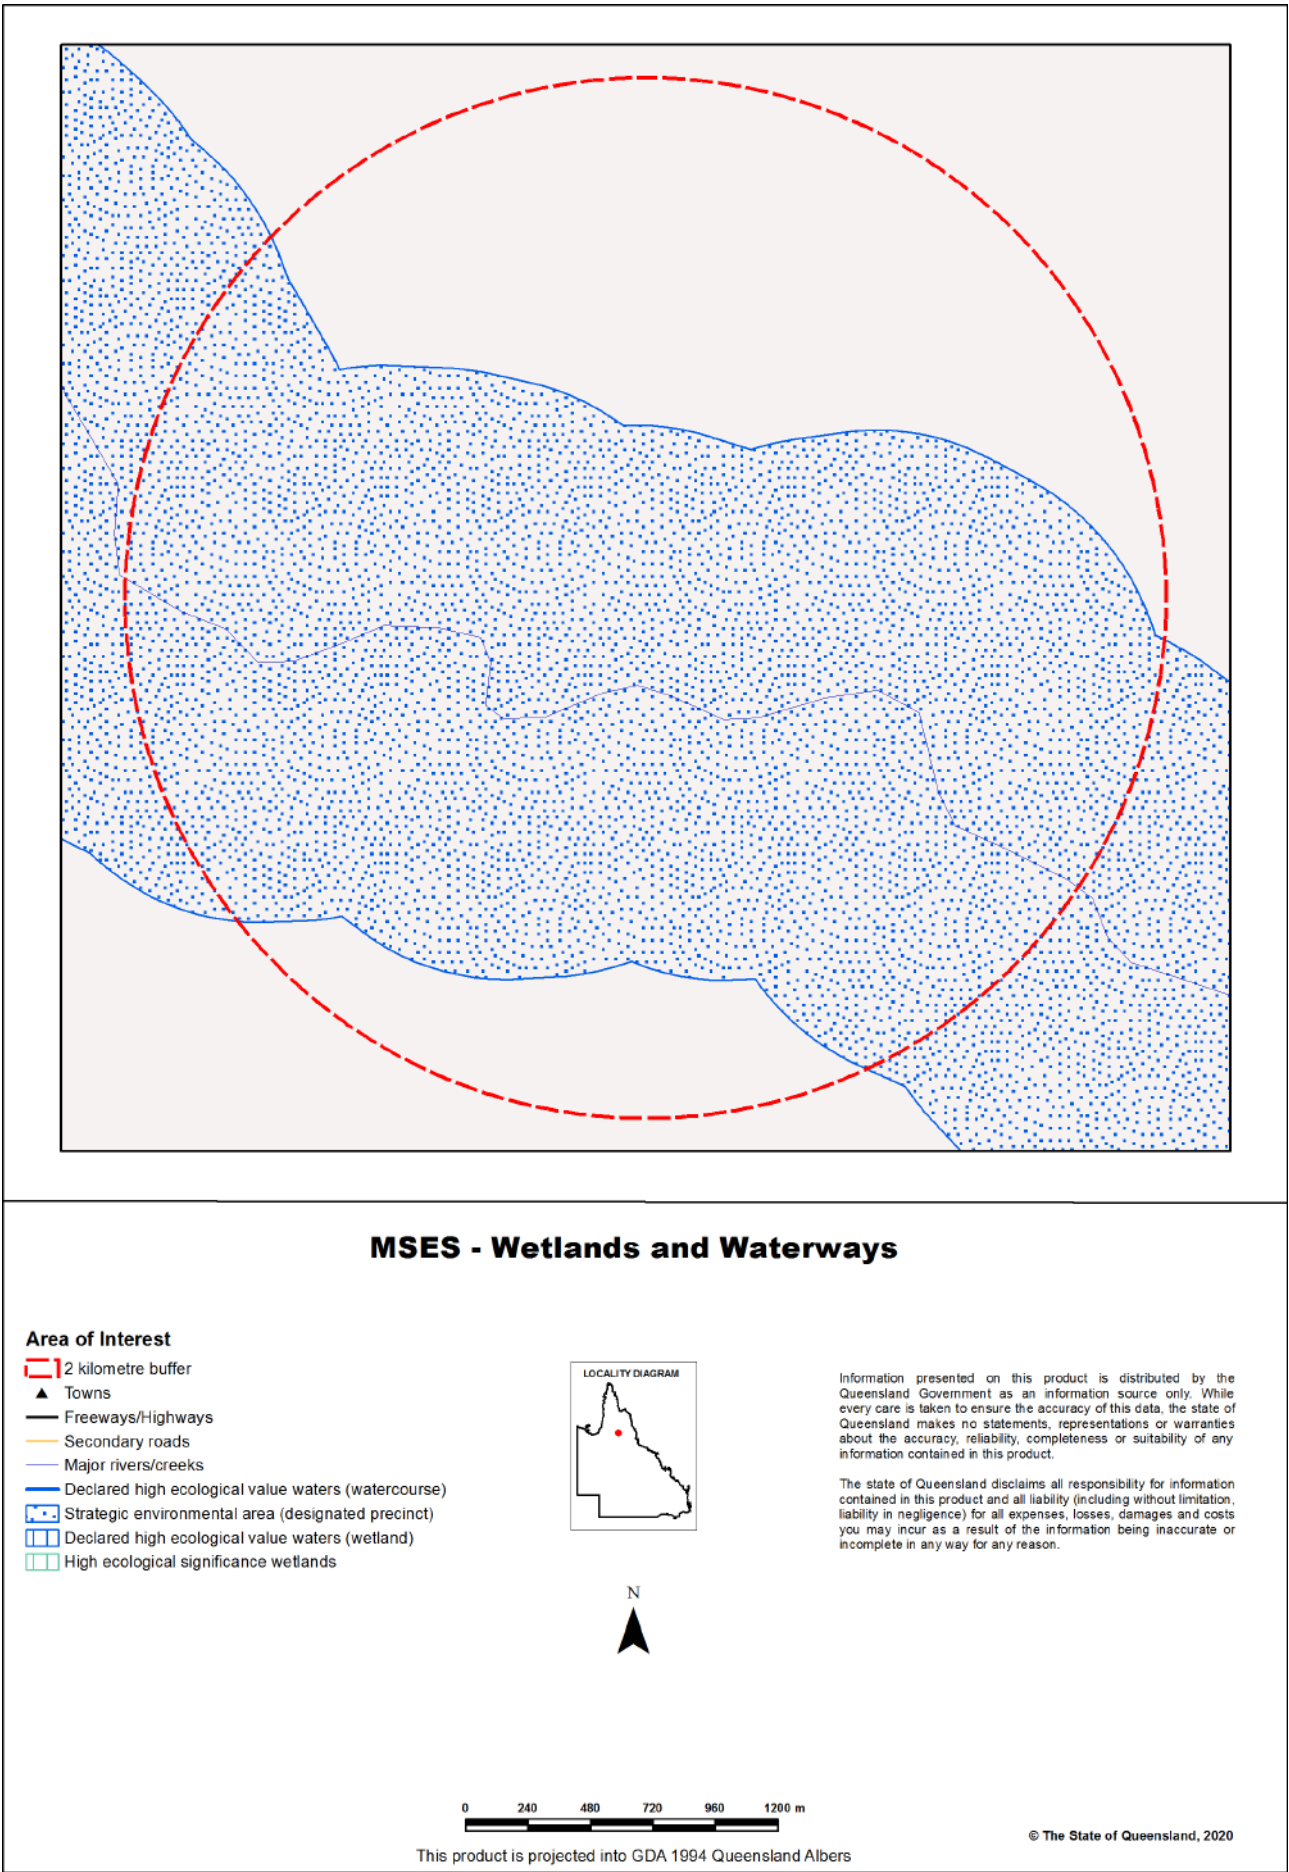 MSES - Wetlands and Waterways
Area of Interest
2 kilometre buffer
Towns
Freeways/Highways
Secondary roads
Major rivers/creeks
Declared high ecological value waters (watercourse)
Strategic environmental area (designated precinct)
Declared high ecological value waters (wetland)
High ecological significance wetlands
LOCALITY DIAGRAM
N
Information presented on this product is distributed by the
Queensland Government as an information source only. While
every care is taken to ensure the accuracy of this data, the state of
Queensland makes no statements, representations or warranties
about the accuracy, reliability, completeness or suitability of any
information contained in this product.
The state of Queensland disclaims all responsibility for information
contained in this product and all liability (including without limitation,
liability in negligence) for all expenses, losses, damages and costs
you may incur as a result of the information being inaccurate or
incomplete in any way for any reason.
0 240 480 720 960 1200 m
This product is projected into GDA 1994 Queensland Albers
© The State of Queensland, 2020